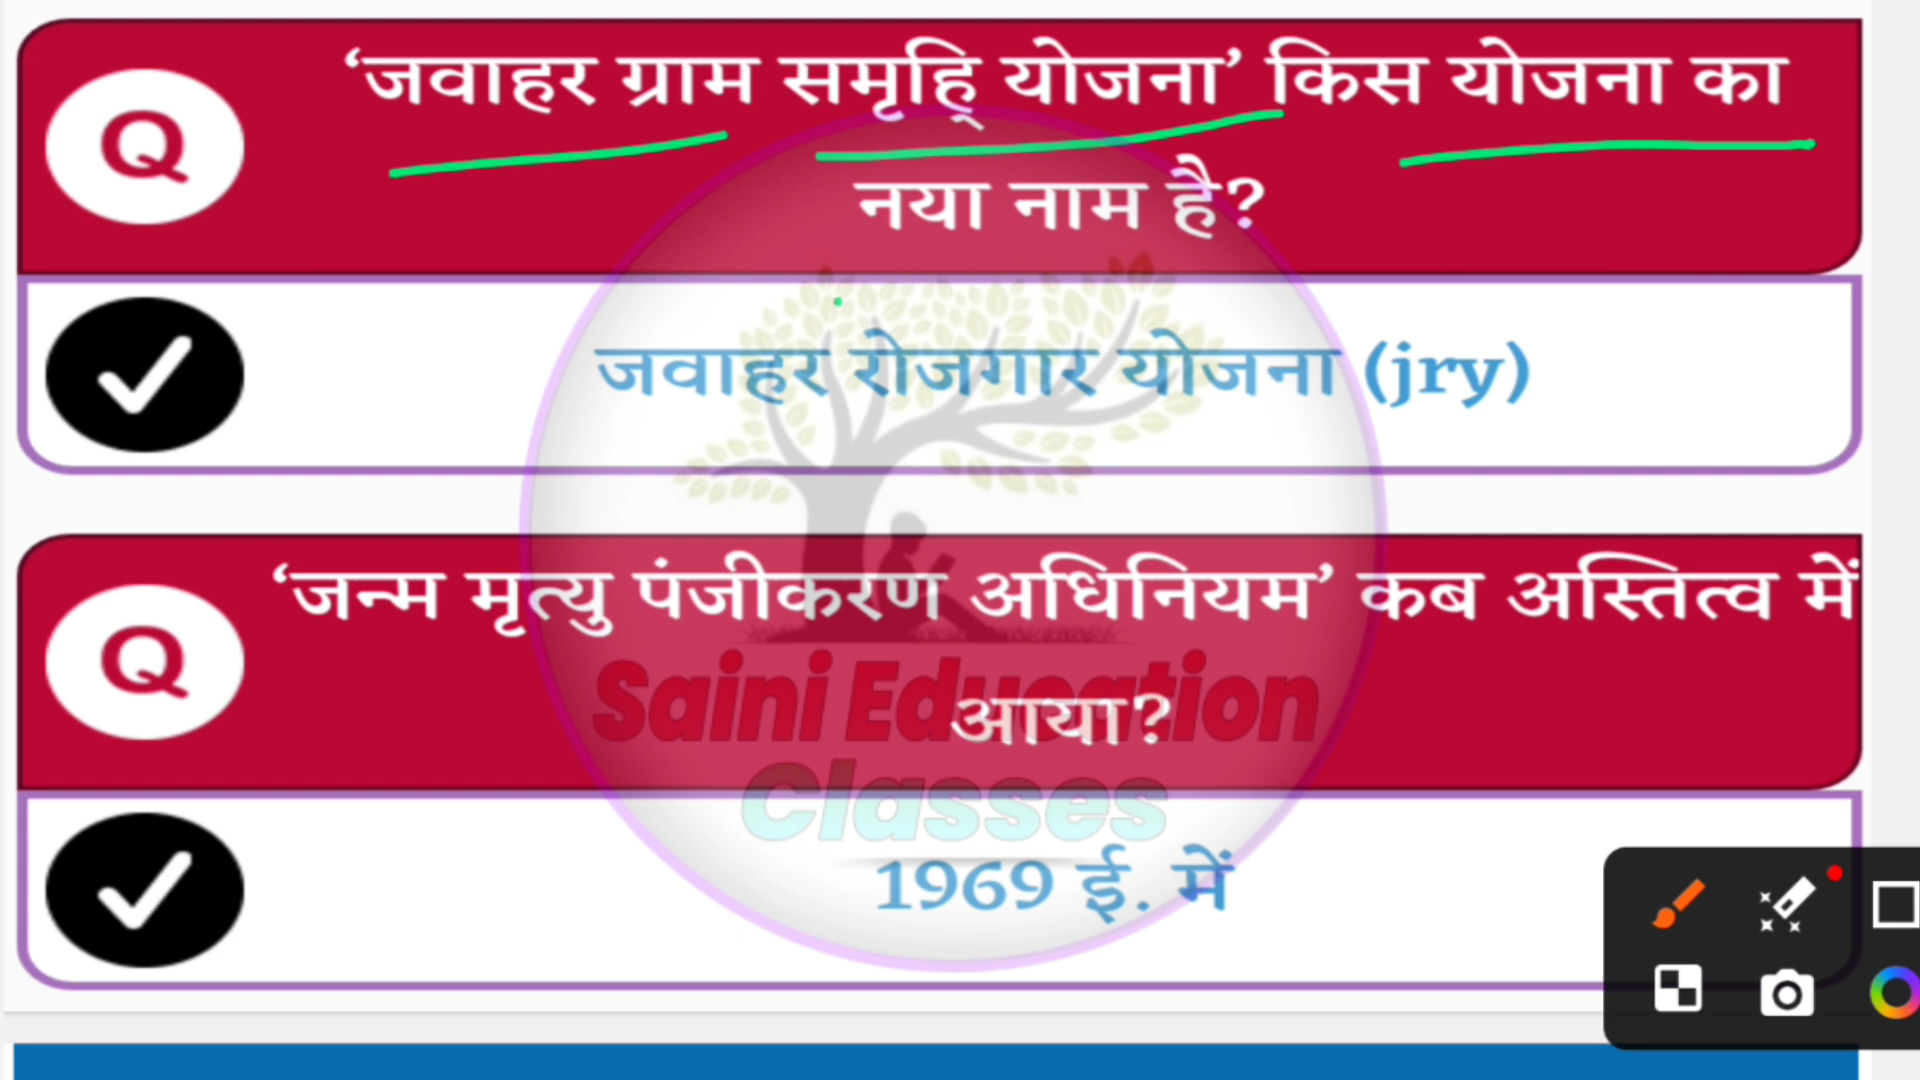 Q
‘जवाहर ग्राम समृह्ि योजना’ किस योजना का
नया नाम है?
जवाहर रोजगार योजना (jry)
Q
‘जन्म मृत्यु पंजीकरण अधिनियम’ कब अस्तित्व में
आया?
Saini Education
Classes
1969 ई. में